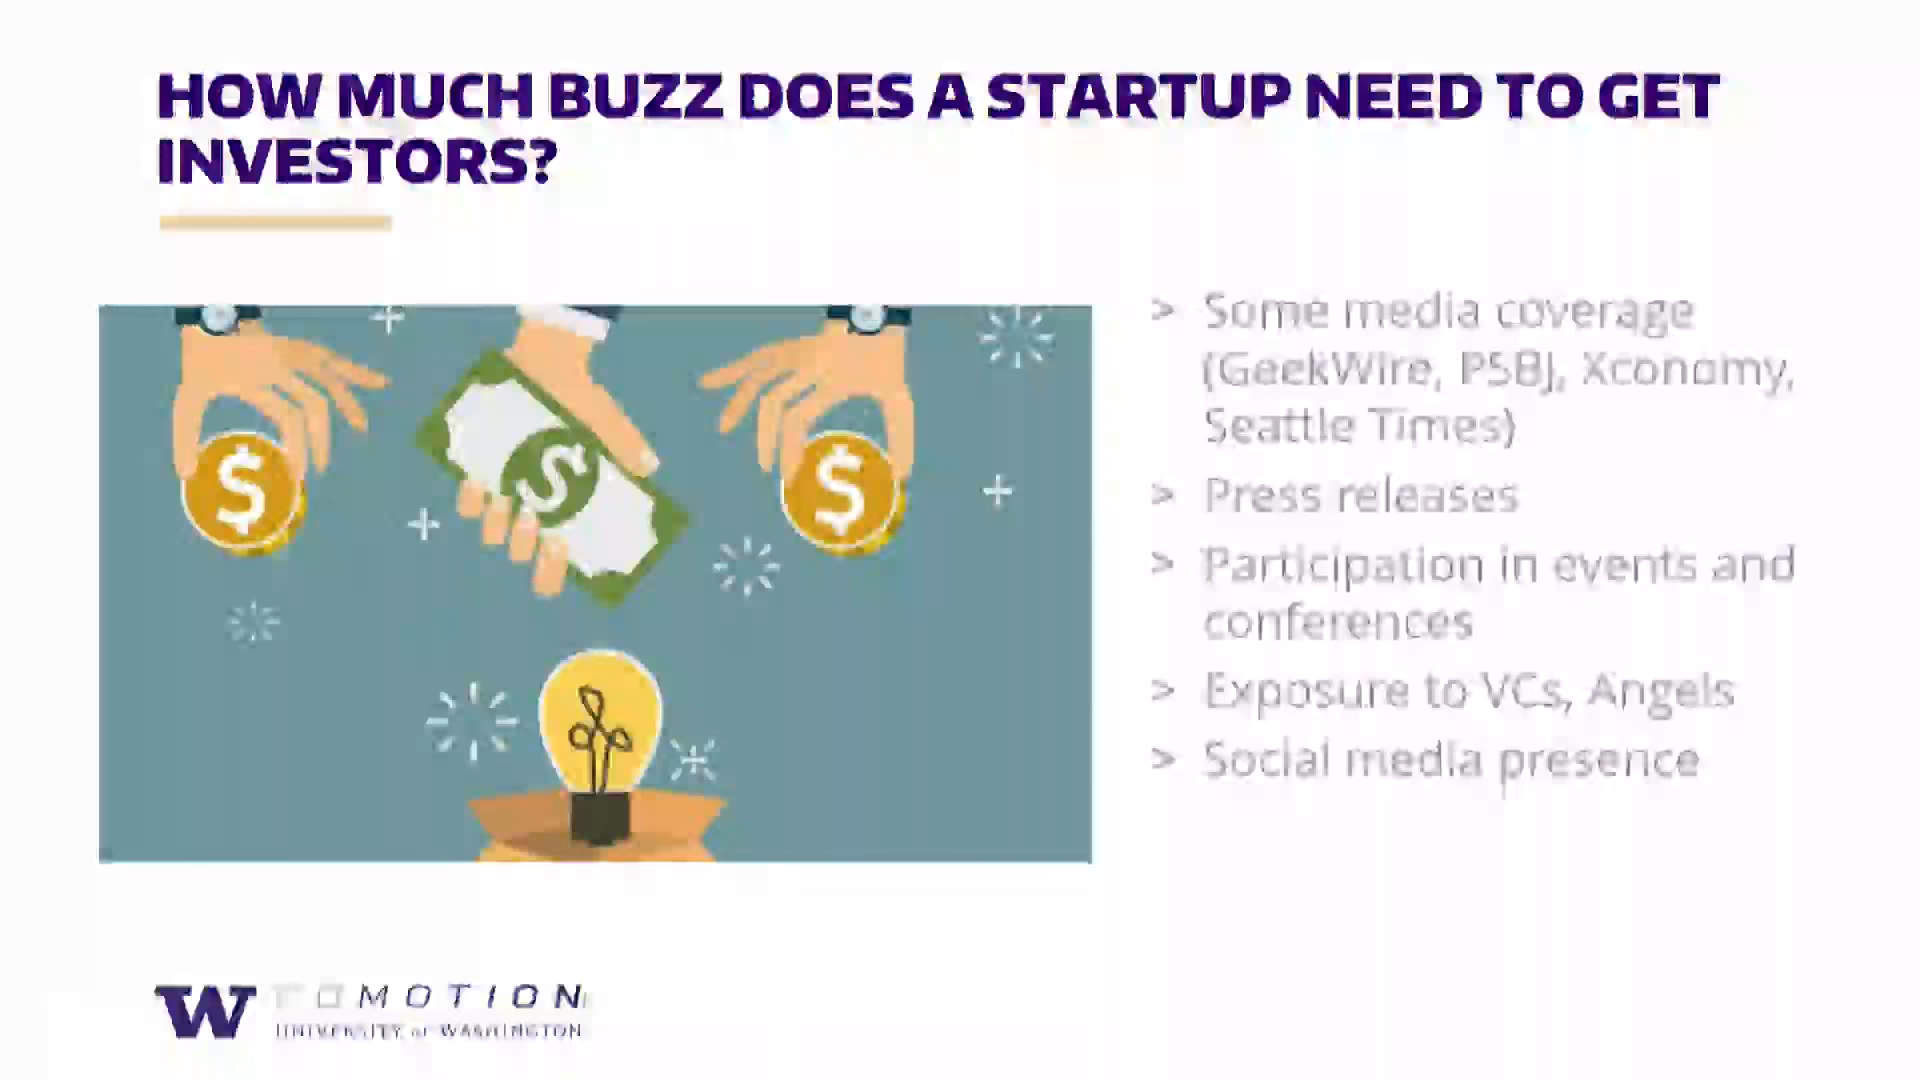 HOW MUCH BUZZ DOES A STARTUP NEED TO GET
INVESTORS?
> Some media coverage
(GeekWire, PSBJ, Xconomy,
Seattle Times)
> Press releases
> Participation in events and
conferences
> Exposure to VCs, Angels
> Social media presence
$ $ $
W COMOTION
UNIVERSITY of WASHINGTON